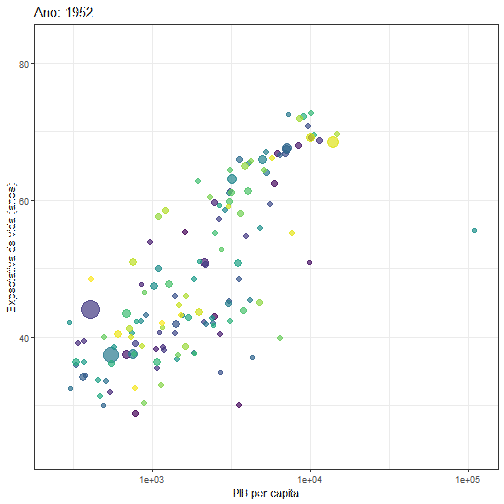 Ano: 1952
80
60
40
Expectativa de vida (anos)
1e+03
1e+04
1e+05
PIB per capita